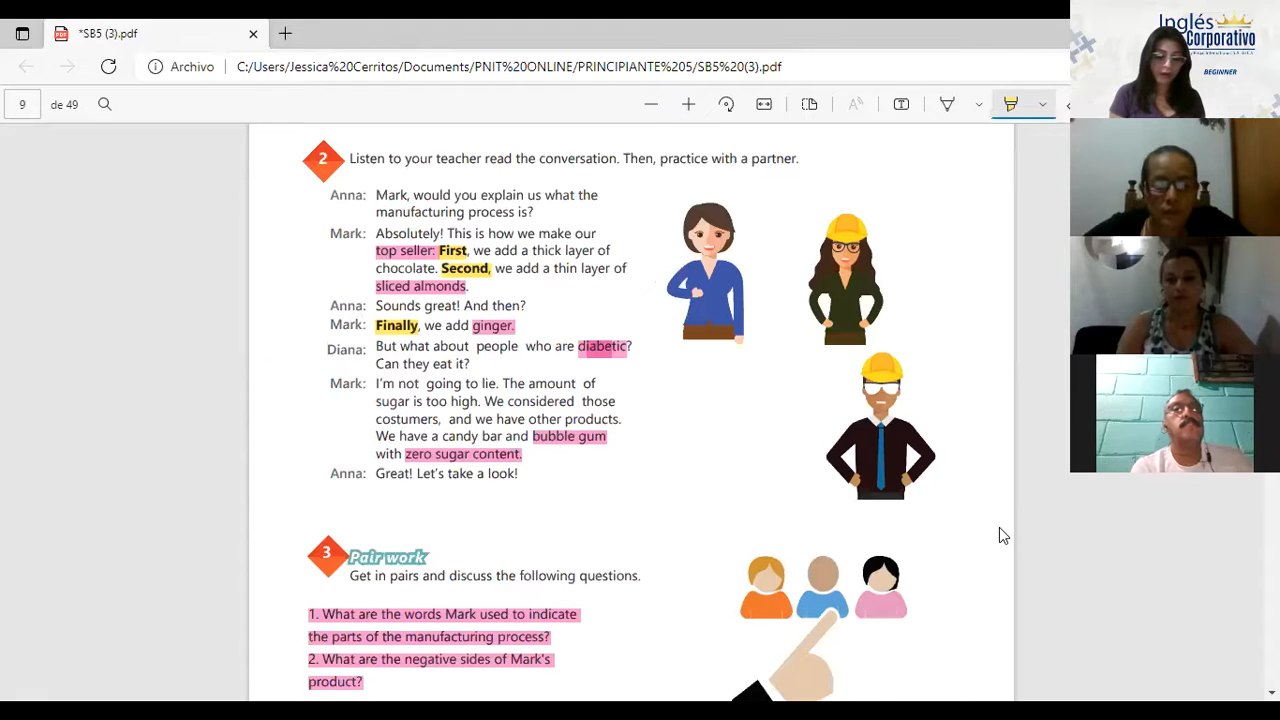 *SB5 (3).pdf
Archivo
C:/Users/Jessica%20Cerritos/Documents/PNIT%20ONLINE/PRINCIPIANTE%205/SB5%20(3).pdf
9
de 49
2
Listen to your teacher read the conversation. Then, practice with a partner.
Anna: Mark, would you explain us what the
manufacturing process is?
Mark: Absolutely! This is how we make our
top seller: First, we add a thick layer of
chocolate. Second, we add a thin layer of
sliced almonds.
Anna: Sounds great! And then?
Mark: Finally, we add ginger.
Diana: But what about people who are diabetic?
Can they eat it?
Mark: I'm not going to lie. The amount of
sugar is too high. We considered those
costumers, and we have other products.
We have a candy bar and bubble gum
with zero sugar content.
Anna: Great! Let's take a look!
3
Pair work
Get in pairs and discuss the following questions.
1. What are the words Mark used to indicate
the parts of the manufacturing process?
2. What are the negative sides of Mark's
product?
Inglés
Corporativo
BEGINNER